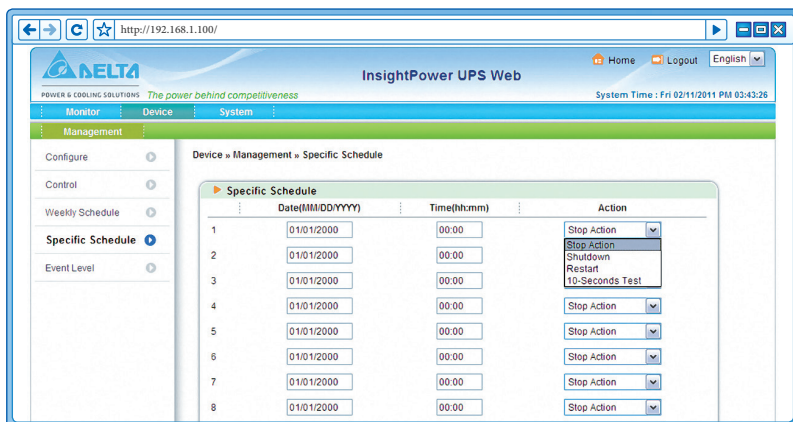 http://192.168.1.100/
DELTA
POWER & COOLING SOLUTIONS The power behind competitiveness
InsightPower UPS Web
Home Logout English
System Time : Fri 02/11/2011 PM 03:43:26
Monitor Device System
Management
Configure
Control
Weekly Schedule
Specific Schedule
Event Level
Device » Management » Specific Schedule
Specific Schedule
Date(MM/DD/YYYY) Time(hh:mm) Action
1 01/01/2000 00:00 Stop Action
Stop Action
Shutdown
Restart
10-Seconds Test
2 01/01/2000 00:00
3 01/01/2000 00:00
4 01/01/2000 00:00 Stop Action
5 01/01/2000 00:00 Stop Action
6 01/01/2000 00:00 Stop Action
7 01/01/2000 00:00 Stop Action
8 01/01/2000 00:00 Stop Action